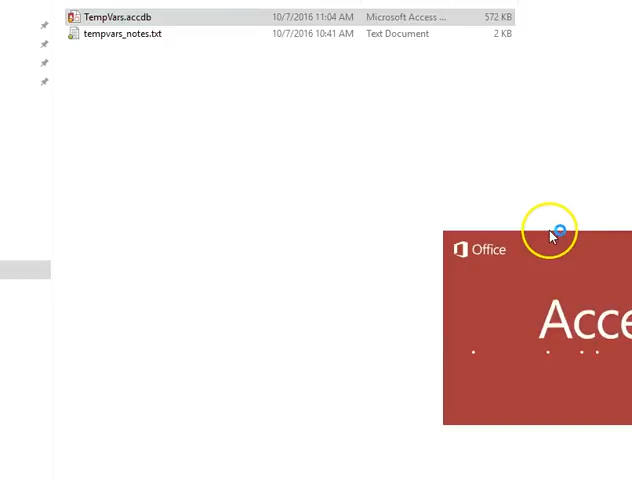 TempVars.accdb 10/7/2016 11:04 AM Microsoft Access ... 572 KB
tempvars_notes.txt 10/7/2016 10:41 AM Text Document 2 KB
Office
Acce